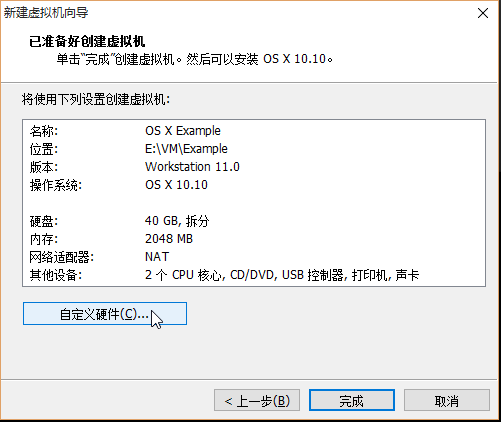 新建虚拟机向导
已准备好创建虚拟机
单击“完成”创建虚拟机。然后可以安装 OS X 10.10。
将使用下列设置创建虚拟机:
名称: OS X Example
位置: E:\VM\Example
版本: Workstation 11.0
操作系统: OS X 10.10
硬盘: 40 GB, 拆分
内存: 2048 MB
网络适配器: NAT
其他设备: 2 个 CPU 核心, CD/DVD, USB 控制器, 打印机, 声卡
自定义硬件(C)...
< 上一步(B) 完成 取消